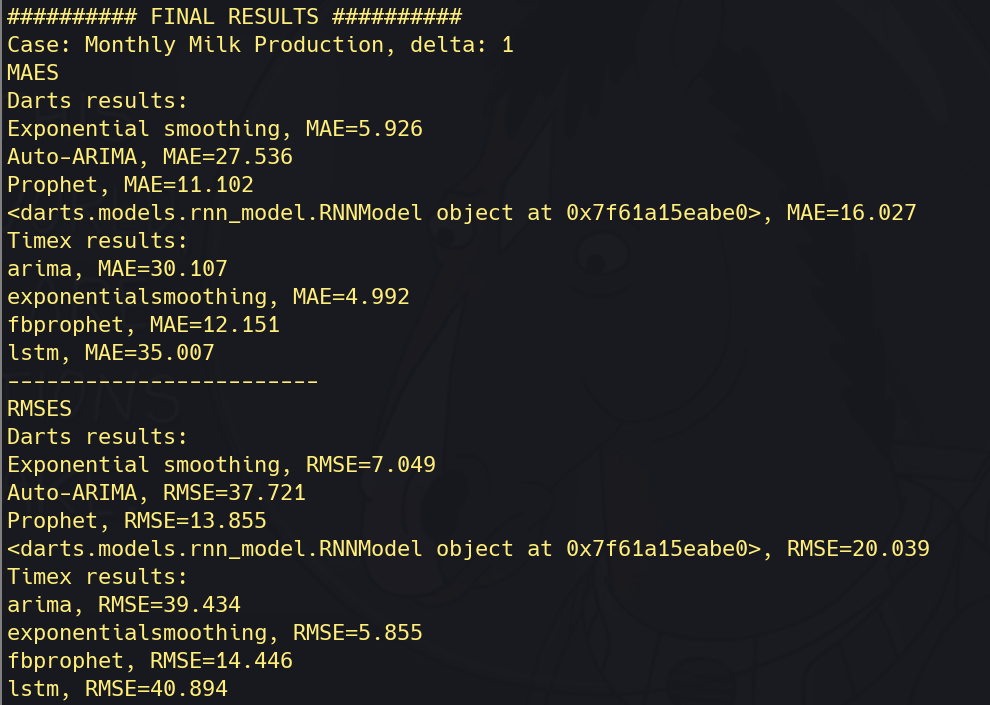 ########## FINAL RESULTS ##########
Case: Monthly Milk Production, delta: 1
MAES
Darts results:
Exponential smoothing, MAE=5.926
Auto-ARIMA, MAE=27.536
Prophet, MAE=11.102
<darts.models.rnn_model.RNNModel object at 0x7f61a15eabe0>, MAE=16.027
Timex results:
arima, MAE=30.107
exponentialsmoothing, MAE=4.992
fbprophet, MAE=12.151
lstm, MAE=35.007
------------------------
RMSES
Darts results:
Exponential smoothing, RMSE=7.049
Auto-ARIMA, RMSE=37.721
Prophet, RMSE=13.855
<darts.models.rnn_model.RNNModel object at 0x7f61a15eabe0>, RMSE=20.039
Timex results:
arima, RMSE=39.434
exponentialsmoothing, RMSE=5.855
fbprophet, RMSE=14.446
lstm, RMSE=40.894